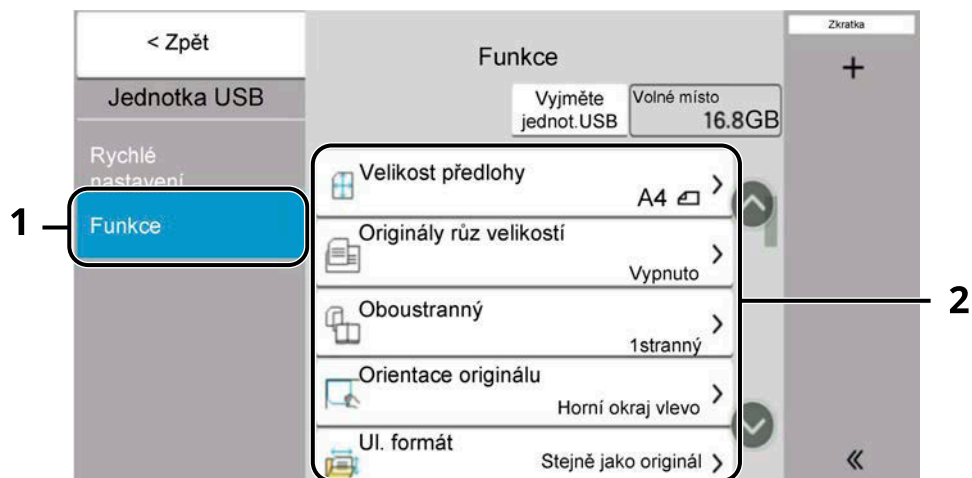 < Zpět
Jednotka USB
Rychlé
nastavení
Funkce
Funkce
Vyjměte
jednot.USB
Volné místo
16.8GB
Velikost předlohy
A4
Originály růz velikostí
Vypnuto
Oboustranný
1stranný
Orientace originálu
Horní okraj vlevo
Ul. formát
Stejně jako originál
Zkratka
1
2